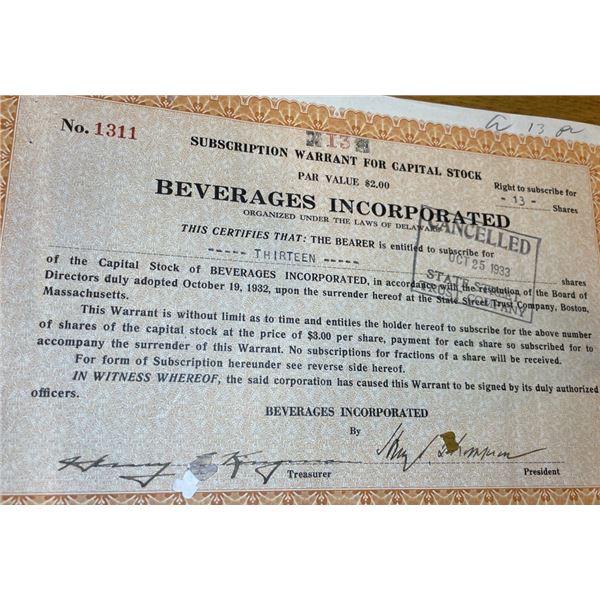 No. 1311
13
SUBSCRIPTION WARRANT FOR CAPITAL STOCK
PAR VALUE $2.00
Right to subscribe for
- 13 -
Shares
BEVERAGES INCORPORATED
ORGANIZED UNDER THE LAWS OF DELAWARE
THIS CERTIFIES THAT: THE BEARER is entitled to subscribe for
----- THIRTEEN ----- shares
of the Capital Stock of BEVERAGES INCORPORATED, in accordance with the resolution of the Board of
Directors duly adopted October 19, 1932, upon the surrender hereof at the State Street Trust Company, Boston,
Massachusetts.
This Warrant is without limit as to time and entitles the holder hereof to subscribe for the above number
of shares of the capital stock at the price of $3.00 per share, payment for each share so subscribed for to
accompany the surrender of this Warrant. No subscriptions for fractions of a share will be received.
For form of Subscription hereunder see reverse side hereof.
IN WITNESS WHEREOF, the said corporation has caused this Warrant to be signed by its duly authorized
officers.
BEVERAGES INCORPORATED
By
Treasurer
President
CANCELLED
OCT 25 1933
STATE STREET
TRUST COMPANY
13